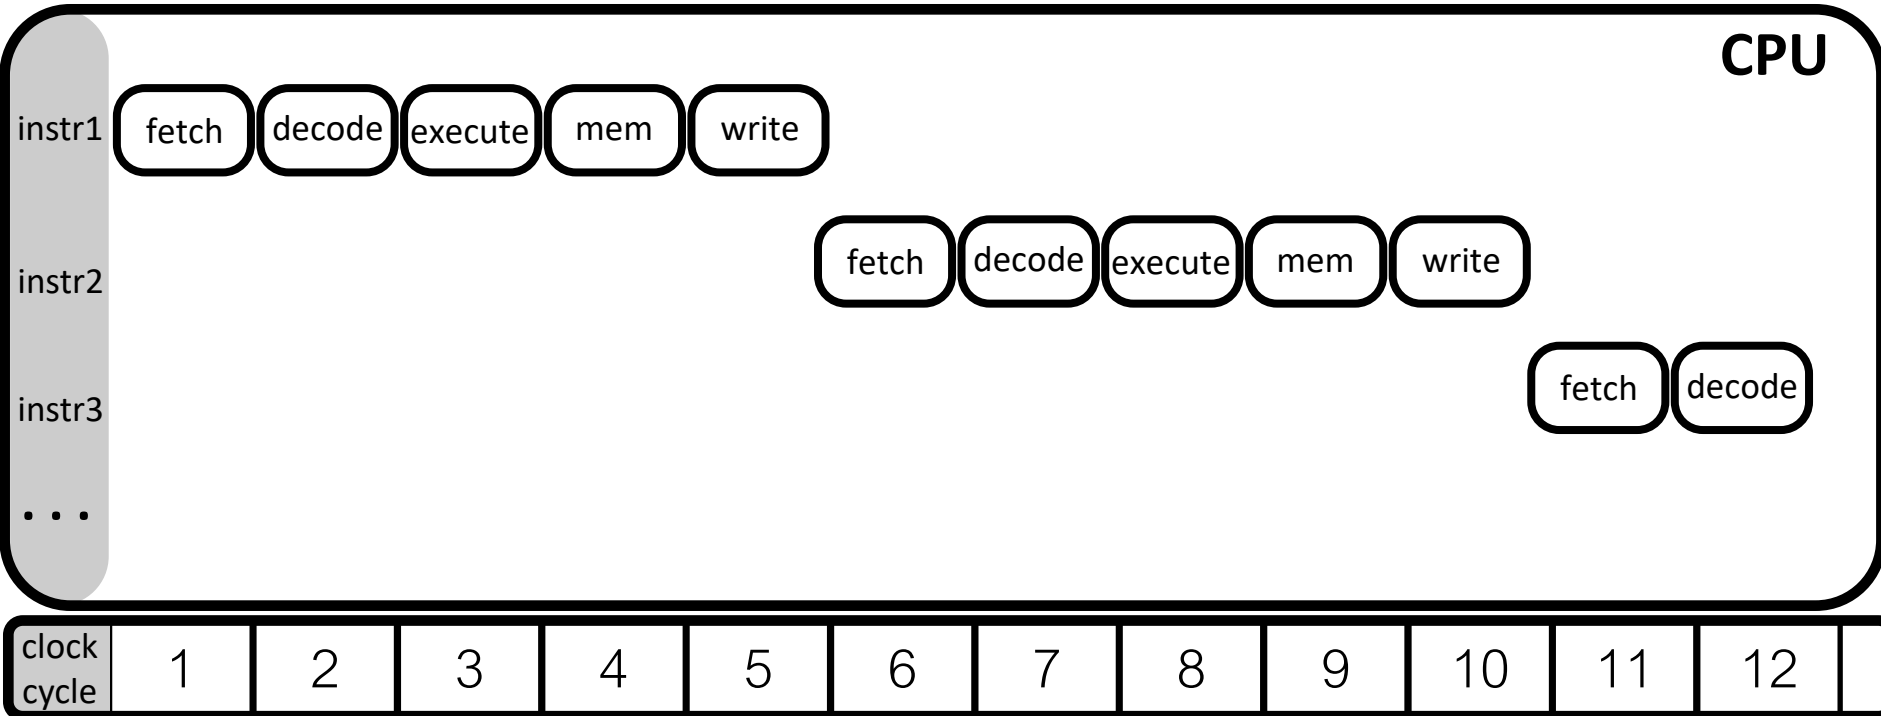 CPU
instr1 fetch decode execute mem write
instr2 fetch decode execute mem write
instr3 fetch decode
...
clock cycle 1 2 3 4 5 6 7 8 9 10 11 12